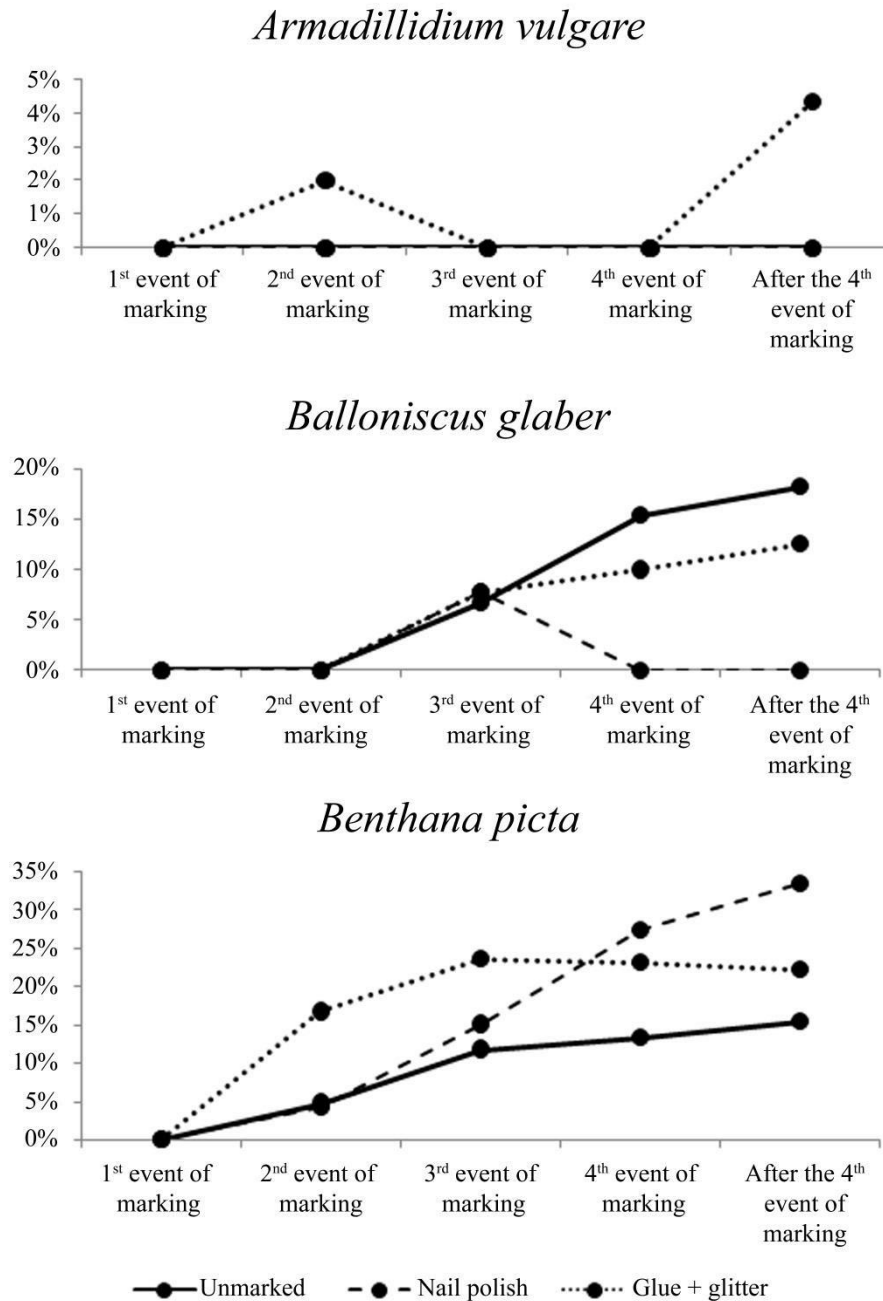 Armadillidium vulgare
5%
4%
3%
2%
1%
0%
1st event of marking
2nd event of marking
3rd event of marking
4th event of marking
After the 4th event of marking
Balloniscus glaber
20%
15%
10%
5%
0%
1st event of marking
2nd event of marking
3rd event of marking
4th event of marking
After the 4th event of marking
Benthana picta
35%
30%
25%
20%
15%
10%
5%
0%
1st event of marking
2nd event of marking
3rd event of marking
4th event of marking
After the 4th event of marking
Unmarked Nail polish Glue + glitter